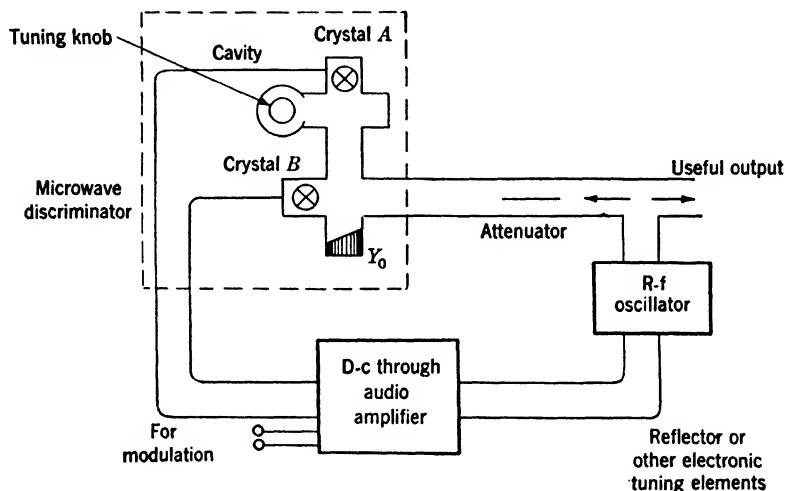 Tuning knob
Cavity
Crystal A
Crystal B
Microwave
discriminator
Y₀
Attenuator
Useful output
R-f
oscillator
D-c through
audio
amplifier
For
modulation
Reflector or
other electronic
tuning elements